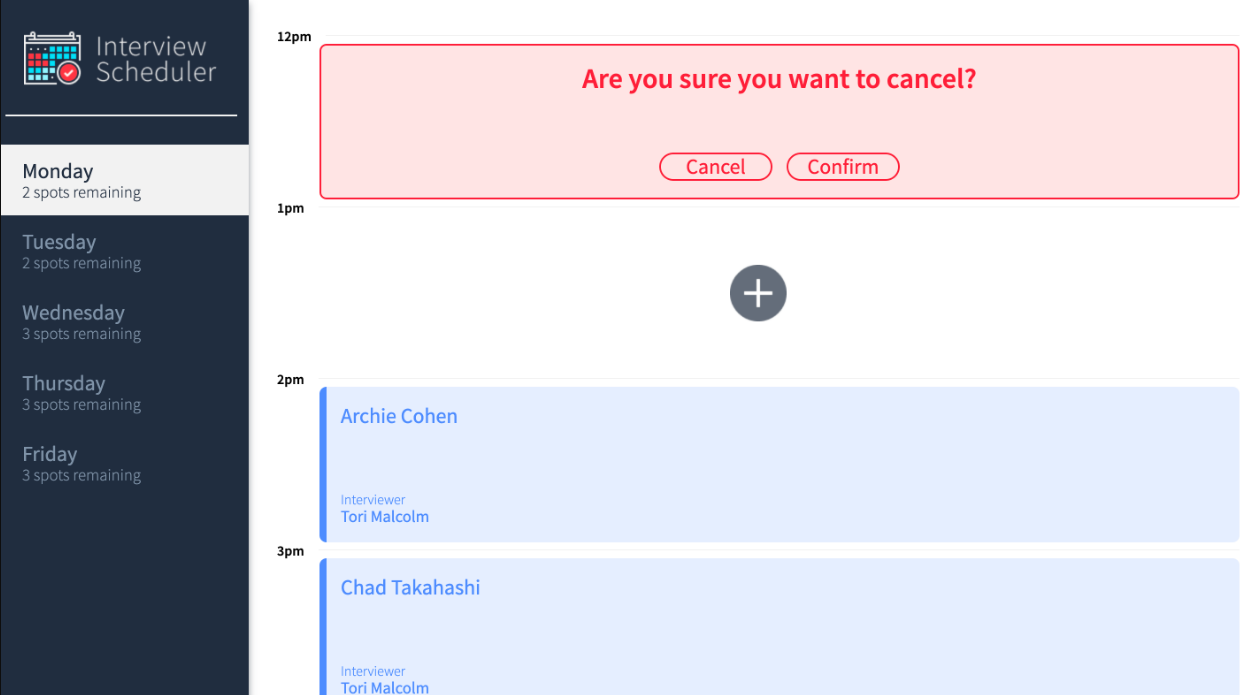 Interview
Scheduler
Monday
2 spots remaining
Tuesday
2 spots remaining
Wednesday
3 spots remaining
Thursday
3 spots remaining
Friday
3 spots remaining
12pm
Are you sure you want to cancel?
Cancel Confirm
1pm
2pm
Archie Cohen
Interviewer
Tori Malcolm
3pm
Chad Takahashi
Interviewer
Tori Malcolm